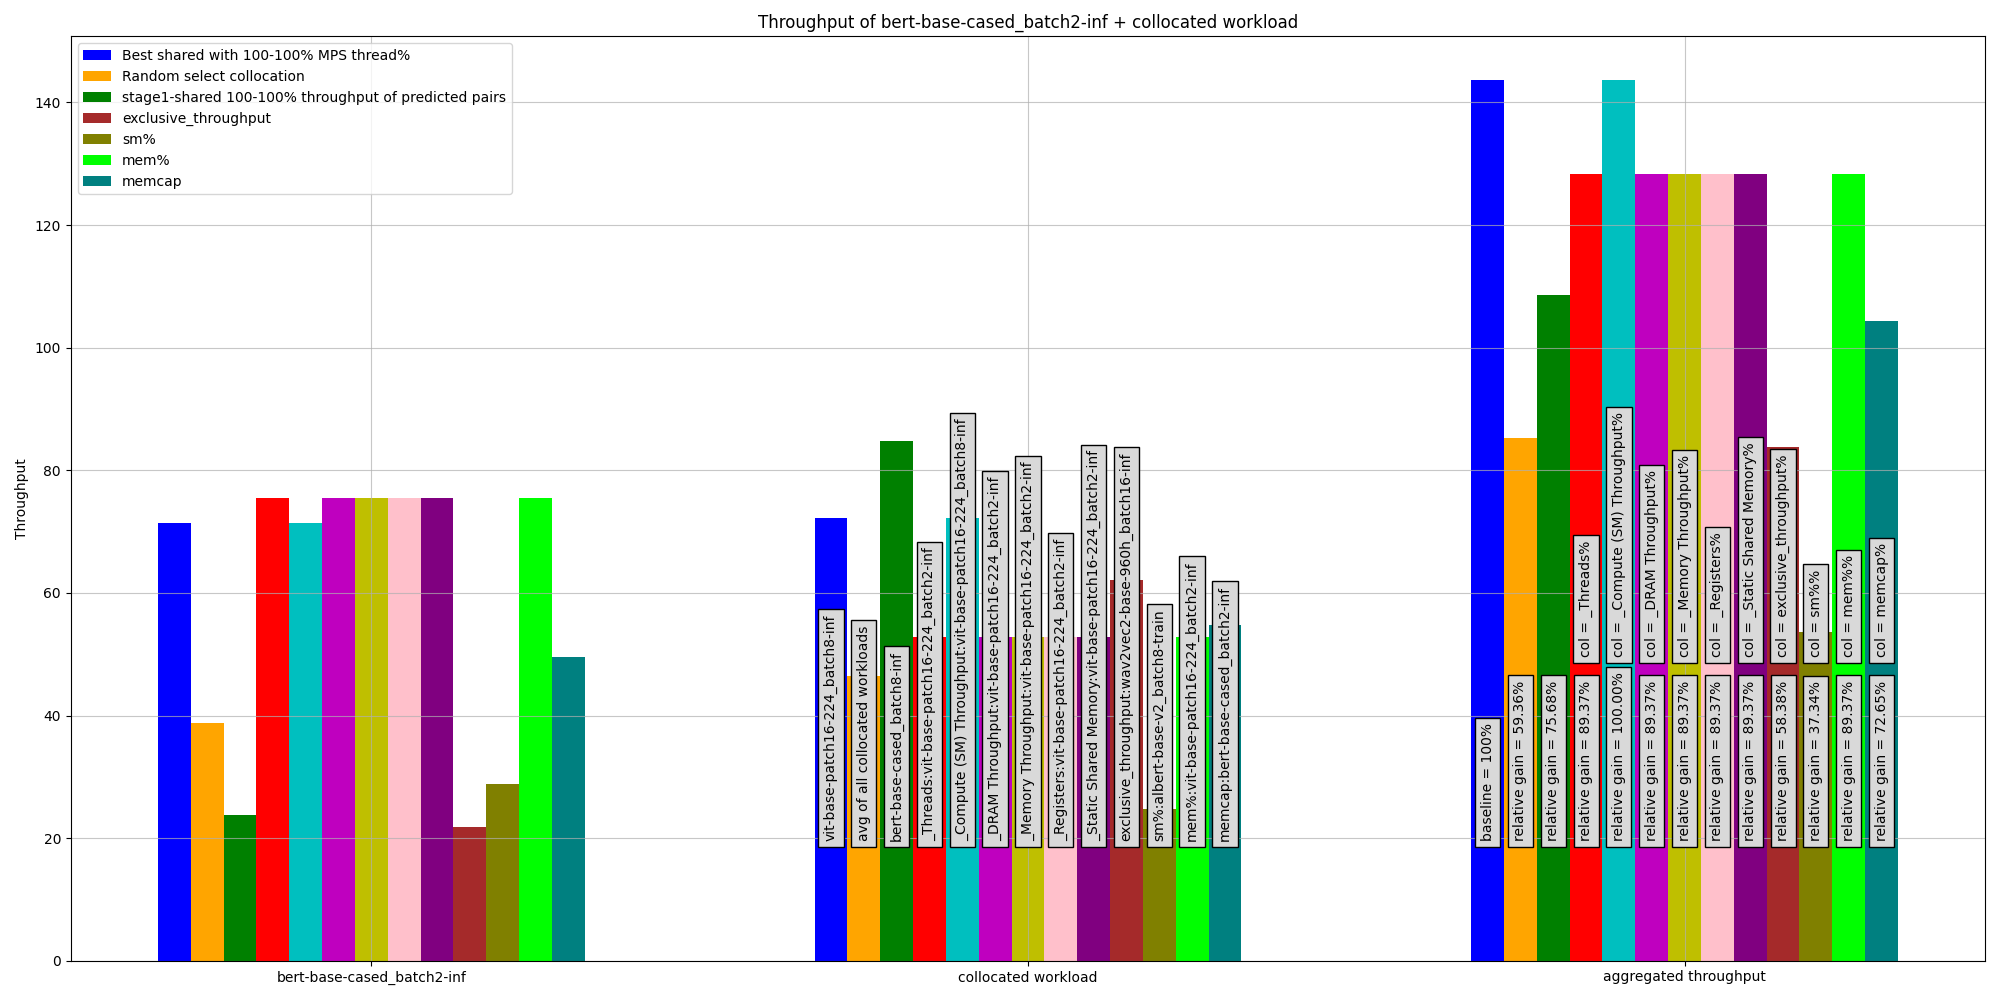 Throughput of bert-base-cased_batch2-inf + collocated workload
Best shared with 100-100% MPS thread%
Random select collocation
stage1-shared 100-100% throughput of predicted pairs
exclusive_throughput
sm%
mem%
memcap
Throughput
140
120
100
80
60
40
20
0
vit-base-patch16-224_batch8-inf
avg of all collocated workloads
bert-base-cased_batch8-inf
_Threads:vit-base-patch16-224_batch2-inf
_Compute (SM) Throughput:vit-base-patch16-224_batch8-inf
_DRAM Throughput:vit-base-patch16-224_batch2-inf
_Memory Throughput:vit-base-patch16-224_batch2-inf
_Registers:vit-base-patch16-224_batch2-inf
_Static Shared Memory:vit-base-patch16-224_batch2-inf
exclusive_throughput:wav2vec2-base-960h_batch16-inf
sm%:albert-base-v2_batch8-train
mem%:vit-base-patch16-224_batch2-inf
memcap:bert-base-cased_batch2-inf
col = _Threads%
col = _Compute (SM) Throughput%
col = _DRAM Throughput%
col = _Memory Throughput%
col = _Registers%
col = _Static Shared Memory%
col = exclusive_throughput%
col = sm%%
col = mem%%
col = memcap%
baseline = 100%
relative gain = 59.36%
relative gain = 75.68%
relative gain = 89.37%
relative gain = 100.00%
relative gain = 89.37%
relative gain = 89.37%
relative gain = 89.37%
relative gain = 89.37%
relative gain = 58.38%
relative gain = 37.34%
relative gain = 89.37%
relative gain = 72.65%
bert-base-cased_batch2-inf
collocated workload
aggregated throughput